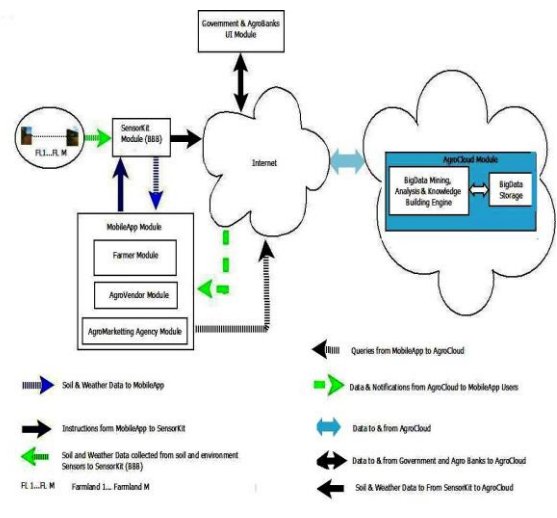 Government & AgroBanks
UI Module
SensorKit
Module (BBB)
FL1...FL M
Internet
AgroCloud Module
BigData Mining,
Analysis & Knowledge
Building Engine
BigData
Storage
MobileApp Module
Farmer Module
AgroVendor Module
AgroMarketting Agency Module
Queries from MobileApp to AgroCloud
Soil & Weather Data to MobileApp
Data & Notifications from AgroCloud to MobileApp Users
Instructions form MobileApp to SensorKit
Data to & from AgroCloud
Soil and Weather Data collected from soil and environment
Sensors to SensorKit (BBB)
Data to & from Government and Agro Banks to AgroCloud
FL 1...FL M Farmland 1... Farmland M
Soil & Weather Data to From SensorKit to AgroCloud